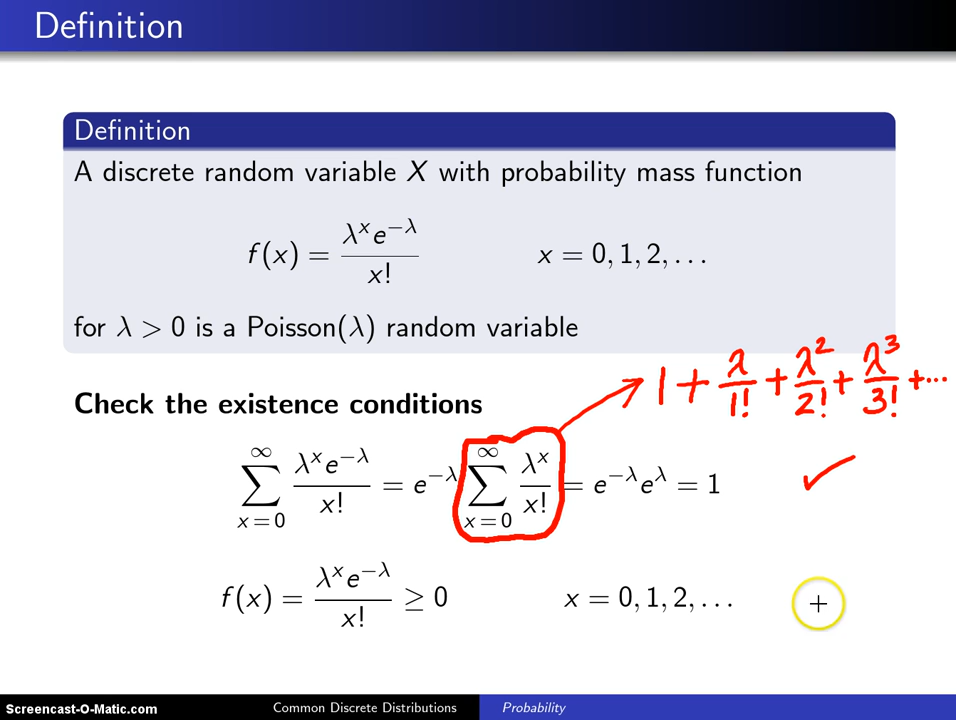 Definition
Definition
A discrete random variable X with probability mass function
f(x) = λ^x e^{−λ} / x!    x = 0, 1, 2, . . .
for λ > 0 is a Poisson(λ) random variable
1 + λ/1! + λ²/2! + λ³/3! + ...
Check the existence conditions
∑_{x=0}^{∞} λ^x e^{−λ} / x! = e^{−λ} ∑_{x=0}^{∞} λ^x / x! = e^{−λ} e^{λ} = 1 ✓
f(x) = λ^x e^{−λ} / x! ≥ 0    x = 0, 1, 2, . . .
Screencast-O-Matic.com Common Discrete Distributions Probability